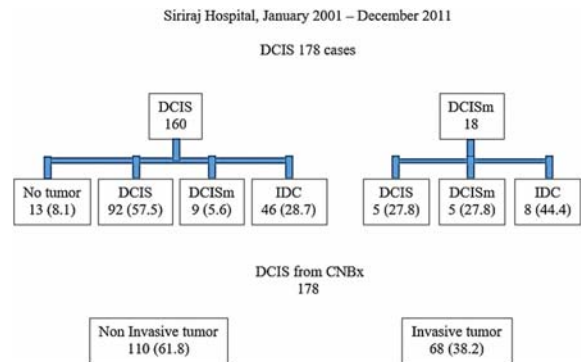 Siriraj Hospital, January 2001 – December 2011
DCIS 178 cases
DCIS
160
DCISm
18
No tumor
13 (8.1)
DCIS
92 (57.5)
DCISm
9 (5.6)
IDC
46 (28.7)
DCIS
5 (27.8)
DCISm
5 (27.8)
IDC
8 (44.4)
DCIS from CNBx
178
Non Invasive tumor
110 (61.8)
Invasive tumor
68 (38.2)